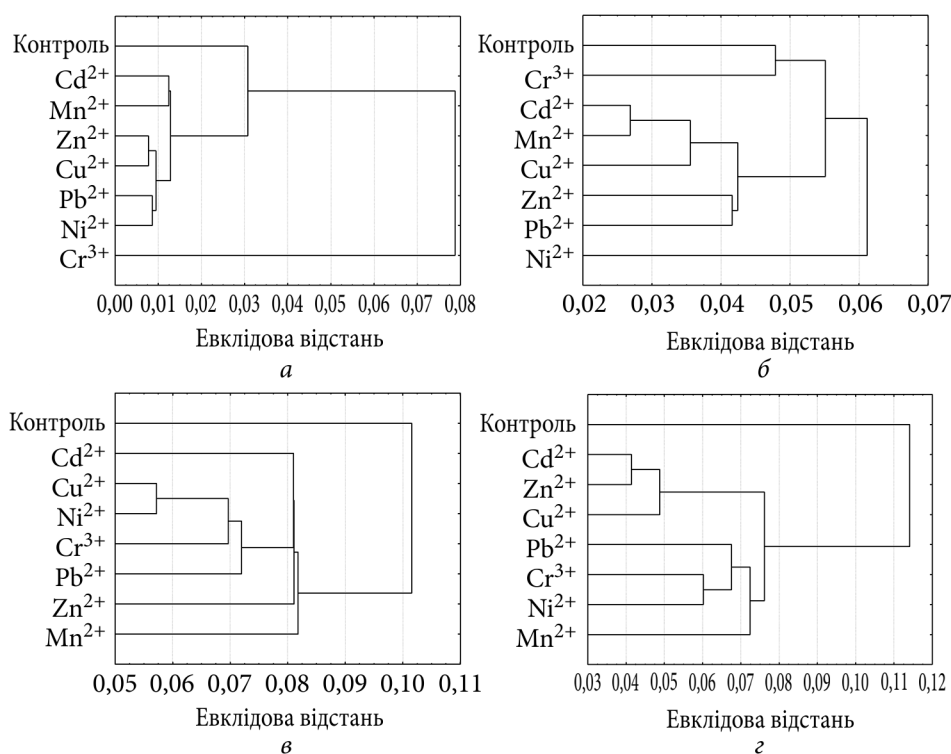 Контроль
Cd2+
Mn2+
Zn2+
Cu2+
Pb2+
Ni2+
Cr3+
0,00 0,01 0,02 0,03 0,04 0,05 0,06 0,07 0,08
Евклідова відстань
а
Контроль
Cr3+
Cd2+
Mn2+
Cu2+
Zn2+
Pb2+
Ni2+
0,02 0,03 0,04 0,05 0,06 0,07
Евклідова відстань
б
Контроль
Cd2+
Cu2+
Ni2+
Cr3+
Pb2+
Zn2+
Mn2+
0,05 0,06 0,07 0,08 0,09 0,10 0,11
Евклідова відстань
в
Контроль
Cd2+
Zn2+
Cu2+
Pb2+
Cr3+
Ni2+
Mn2+
0,03 0,04 0,05 0,06 0,07 0,08 0,09 0,10 0,11 0,12
Евклідова відстань
г